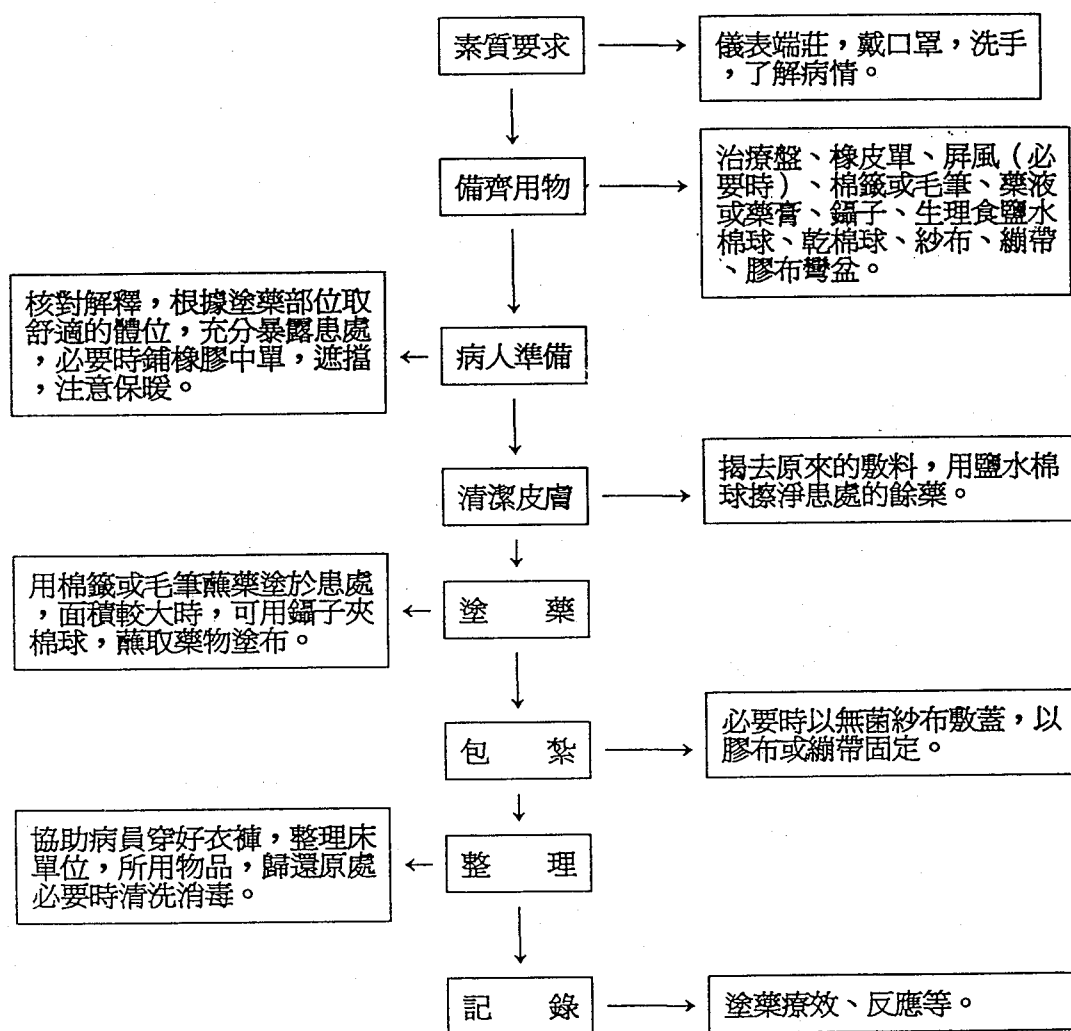 素質要求
儀表端莊，戴口罩，洗手
，了解病情。
備齊用物
治療盤、橡皮單、屏風（必
要時）、棉籤或毛筆、藥液
或藥膏、鑷子、生理食鹽水
棉球、乾棉球、紗布、繃帶
、膠布彎盆。
病人準備
核對解釋，根據塗藥部位取
舒適的體位，充分暴露患處
，必要時鋪橡膠中單，遮擋
，注意保暖。
清潔皮膚
揭去原來的敷料，用鹽水棉
球擦淨患處的餘藥。
塗　藥
用棉籤或毛筆蘸藥塗於患處
，面積較大時，可用鑷子夾
棉球，蘸取藥物塗布。
包　紮
必要時以無菌紗布敷蓋，以
膠布或繃帶固定。
整　理
協助病員穿好衣褲，整理床
單位，所用物品，歸還原處
必要時清洗消毒。
記　錄
塗藥療效、反應等。